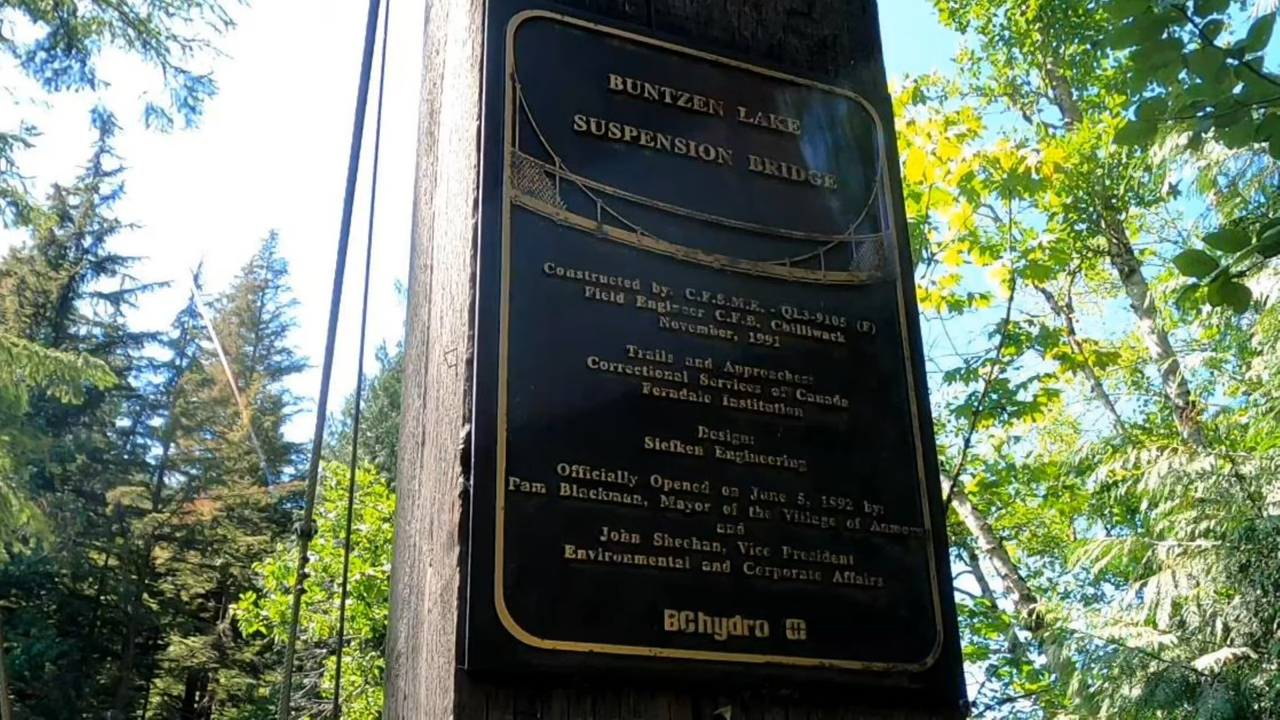 BUNTZEN LAKE
SUSPENSION BRIDGE
Constructed by: C.F.S.M.E. - QL3-9105 (F)
Field Engineer C.F.B. Chilliwack
November, 1991
Trails and Approaches:
Correctional Services of Canada
Ferndale Institution
Design:
Siefken Engineering
Officially Opened on June 5, 1992 by:
Pam Blackman, Mayor of the Village of Anmore
and
John Sheehan, Vice President
Environmental and Corporate Affairs
BC hydro